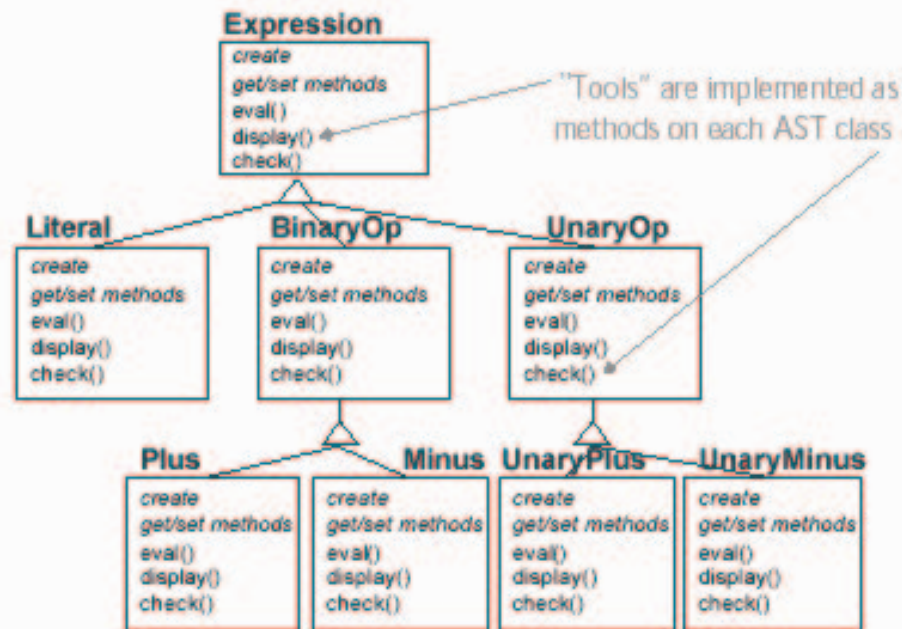 Expression
create
get/set methods
eval()
display()
check()
"Tools" are implemented as
methods on each AST class
Literal
create
get/set methods
eval()
display()
check()
BinaryOp
create
get/set methods
eval()
display()
check()
UnaryOp
create
get/set methods
eval()
display()
check()
Plus
create
get/set methods
eval()
display()
check()
Minus
create
get/set methods
eval()
display()
check()
UnaryPlus
create
get/set methods
eval()
display()
check()
UnaryMinus
create
get/set methods
eval()
display()
check()